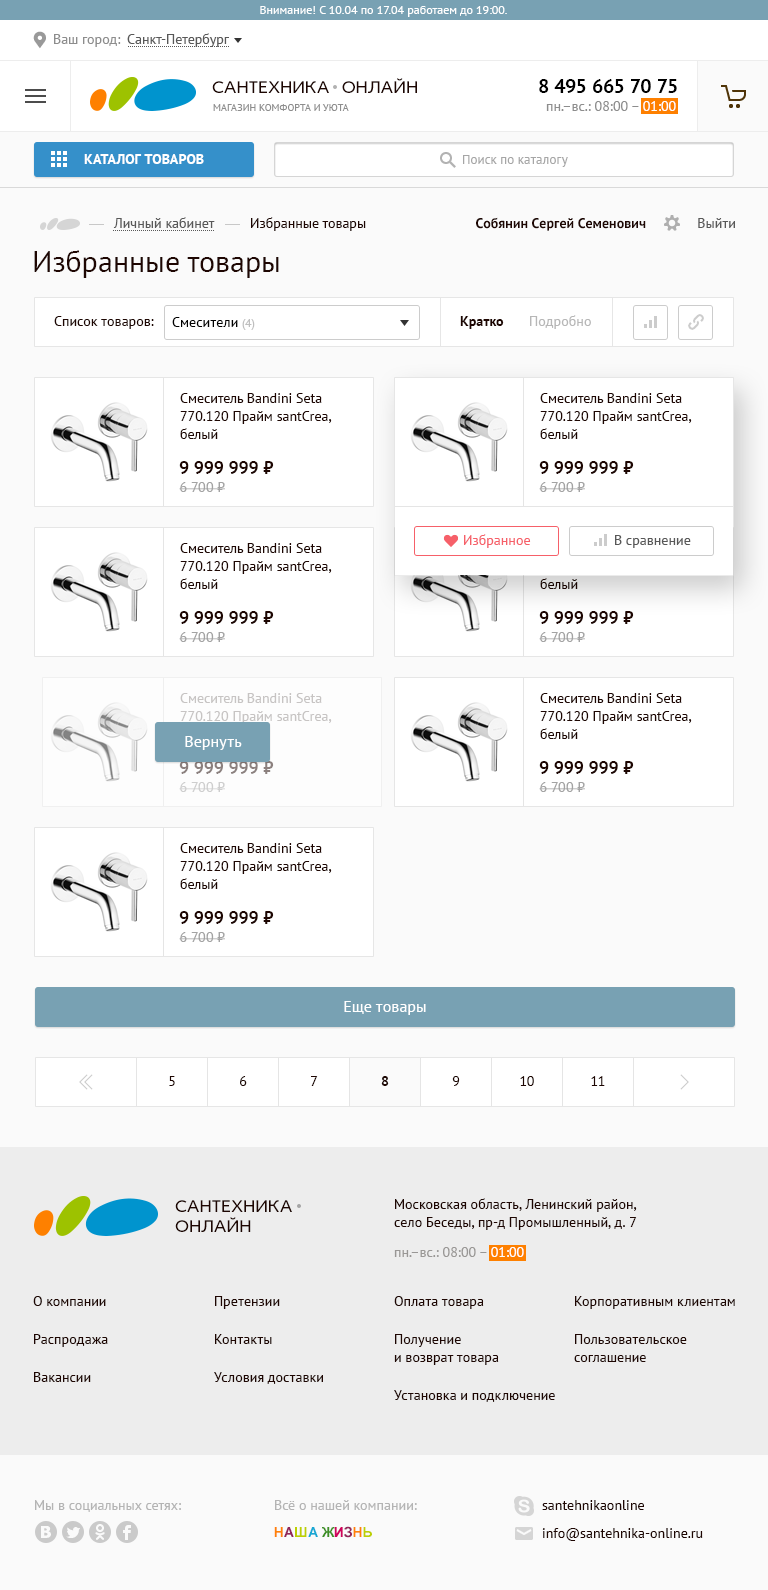 Внимание! С 10.04 по 17.04 работаем до 19:00.
Ваш город: Санкт-Петербург
САНТЕХНИКА • ОНЛАЙН
МАГАЗИН КОМФОРТА И УЮТА
8 495 665 70 75
пн.–вс.: 08:00 – 01:00
КАТАЛОГ ТОВАРОВ
Поиск по каталогу
Личный кабинет — Избранные товары
Собянин Сергей Семенович
Выйти
Избранные товары
Список товаров: Смесители (4)
Кратко Подробно
Смеситель Bandini Seta
770.120 Прайм santCrea,
белый
9 999 999 ₽
6 700 ₽
Смеситель Bandini Seta
770.120 Прайм santCrea,
белый
9 999 999 ₽
6 700 ₽
Избранное
В сравнение
Смеситель Bandini Seta
770.120 Прайм santCrea,
белый
9 999 999 ₽
6 700 ₽
белый
9 999 999 ₽
6 700 ₽
Смеситель Bandini Seta
770.120 Прайм santCrea,
Вернуть
9 999 999 ₽
6 700 ₽
Смеситель Bandini Seta
770.120 Прайм santCrea,
белый
9 999 999 ₽
6 700 ₽
Смеситель Bandini Seta
770.120 Прайм santCrea,
белый
9 999 999 ₽
6 700 ₽
Еще товары
5 6 7 8 9 10 11
САНТЕХНИКА •
ОНЛАЙН
Московская область, Ленинский район,
село Беседы, пр-д Промышленный, д. 7
пн.–вс.: 08:00 – 01:00
О компании
Распродажа
Вакансии
Претензии
Контакты
Условия доставки
Оплата товара
Получение
и возврат товара
Установка и подключение
Корпоративным клиентам
Пользовательское
соглашение
Мы в социальных сетях:
Всё о нашей компании:
НАША ЖИЗНЬ
santehnikaonline
info@santehnika-online.ru